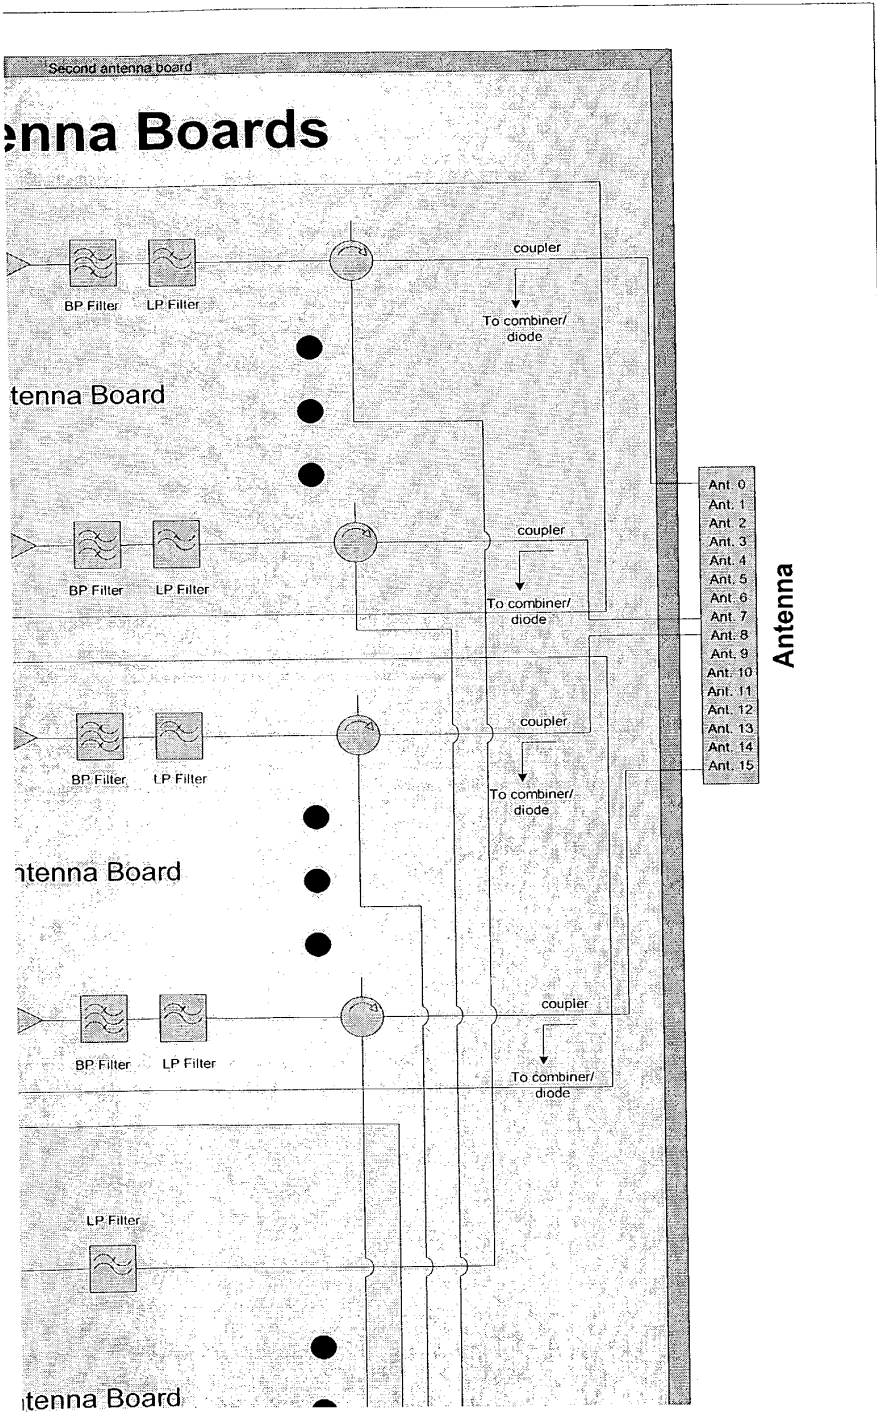 Second antenna board
enna Boards
coupler
BP Filter
LP Filter
To combiner/
diode
tenna Board
Ant. 0
Ant. 1
Ant. 2
Ant. 3
Ant. 4
Ant. 5
Ant. 6
Ant. 7
Ant. 8
Ant. 9
Ant. 10
Ant. 11
Ant. 12
Ant. 13
Ant. 14
Ant. 15
Antenna
coupler
BP Filter
LP Filter
To combiner/
diode
coupler
BP Filter
LP Filter
To combiner/
diode
ntenna Board
coupler
BP Filter
LP Filter
To combiner/
diode
LP Filter
ntenna Board